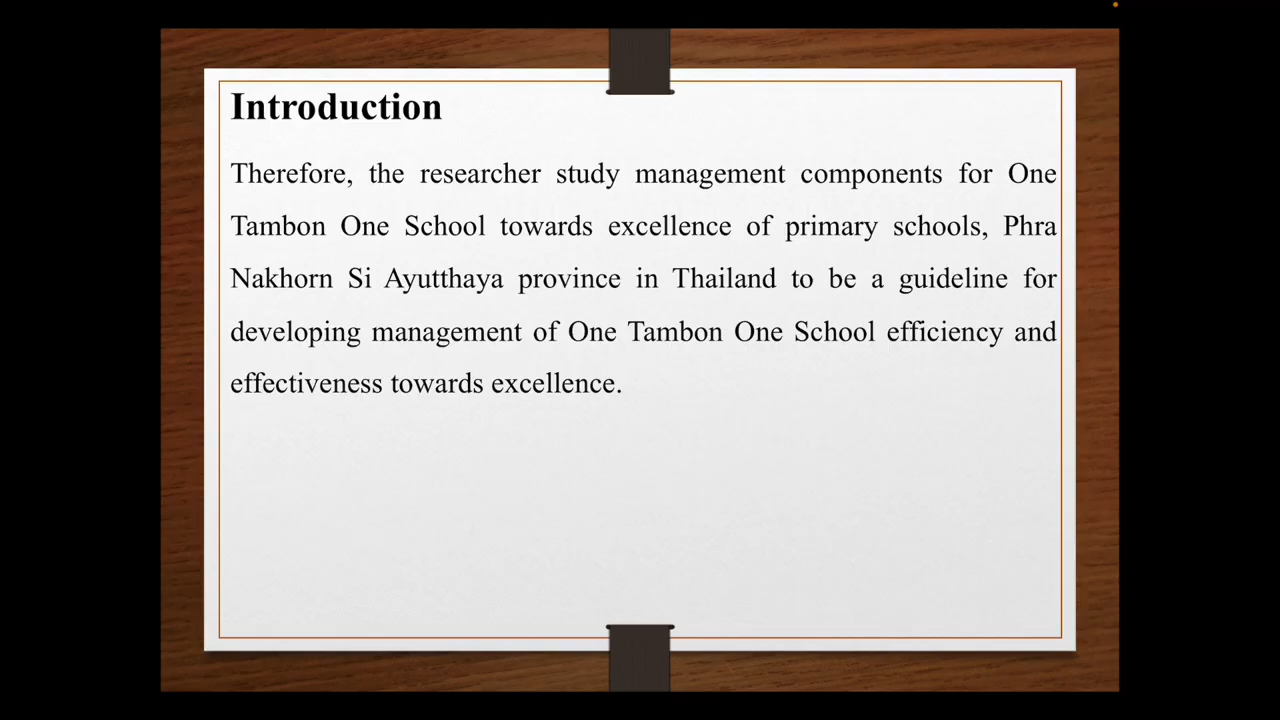 Introduction
Therefore, the researcher study management components for One
Tambon One School towards excellence of primary schools, Phra
Nakhorn Si Ayutthaya province in Thailand to be a guideline for
developing management of One Tambon One School efficiency and
effectiveness towards excellence.